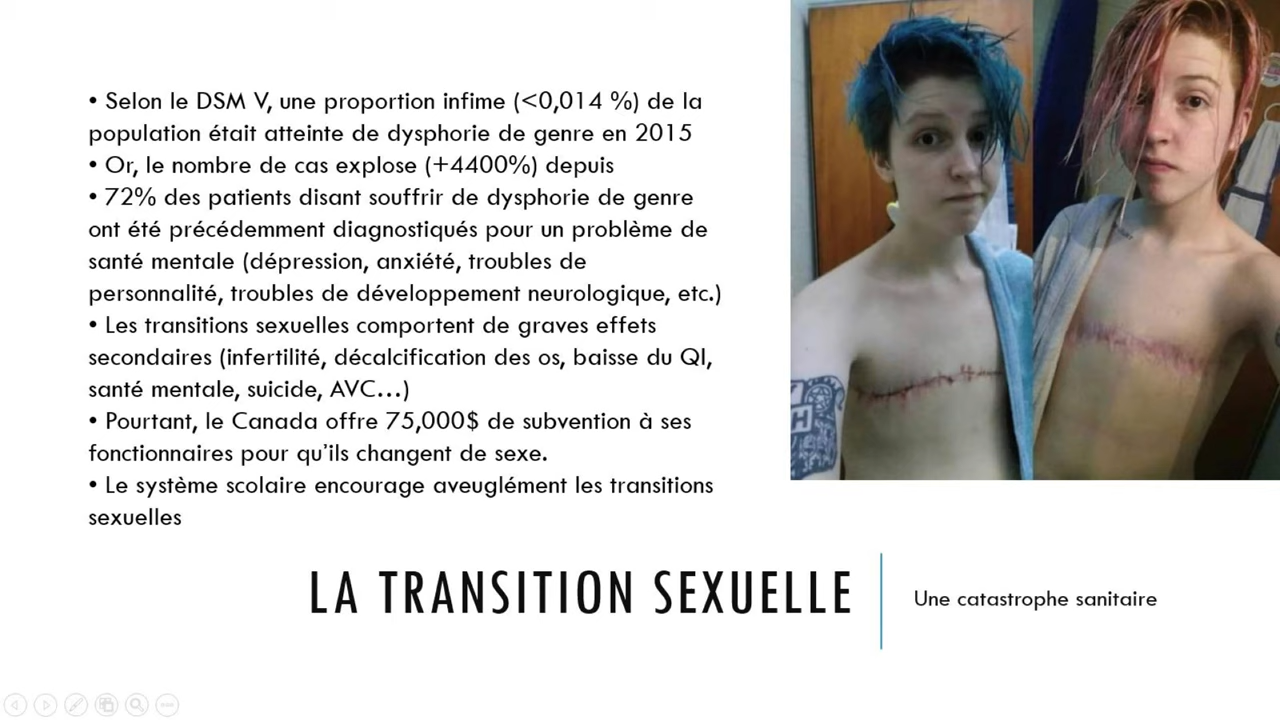 • Selon le DSM V, une proportion infime (<0,014 %) de la
population était atteinte de dysphorie de genre en 2015
• Or, le nombre de cas explose (+4400%) depuis
• 72% des patients disant souffrir de dysphorie de genre
ont été précédemment diagnostiqués pour un problème de
santé mentale (dépression, anxiété, troubles de
personnalité, troubles de développement neurologique, etc.)
• Les transitions sexuelles comportent de graves effets
secondaires (infertilité, décalcification des os, baisse du QI,
santé mentale, suicide, AVC…)
• Pourtant, le Canada offre 75,000$ de subvention à ses
fonctionnaires pour qu’ils changent de sexe.
• Le système scolaire encourage aveuglément les transitions
sexuelles
LA TRANSITION SEXUELLE
Une catastrophe sanitaire